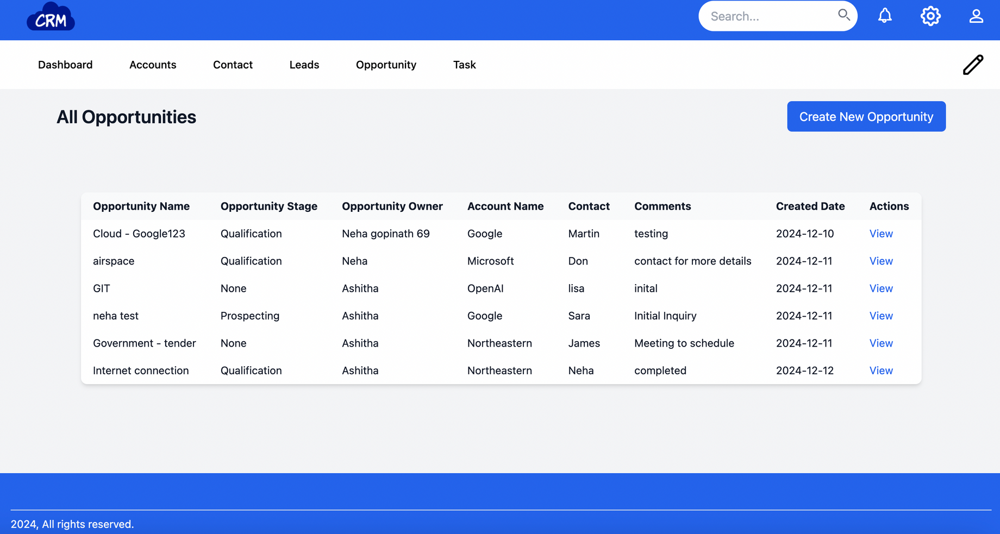 CRM
Search...
Dashboard Accounts Contact Leads Opportunity Task
All Opportunities
Create New Opportunity
Opportunity Name Opportunity Stage Opportunity Owner Account Name Contact Comments Created Date Actions
Cloud - Google123 Qualification Neha gopinath 69 Google Martin testing 2024-12-10 View
airspace Qualification Neha Microsoft Don contact for more details 2024-12-11 View
GIT None Ashitha OpenAI lisa inital 2024-12-11 View
neha test Prospecting Ashitha Google Sara Initial Inquiry 2024-12-11 View
Government - tender None Ashitha Northeastern James Meeting to schedule 2024-12-11 View
Internet connection Qualification Ashitha Northeastern Neha completed 2024-12-12 View
2024, All rights reserved.